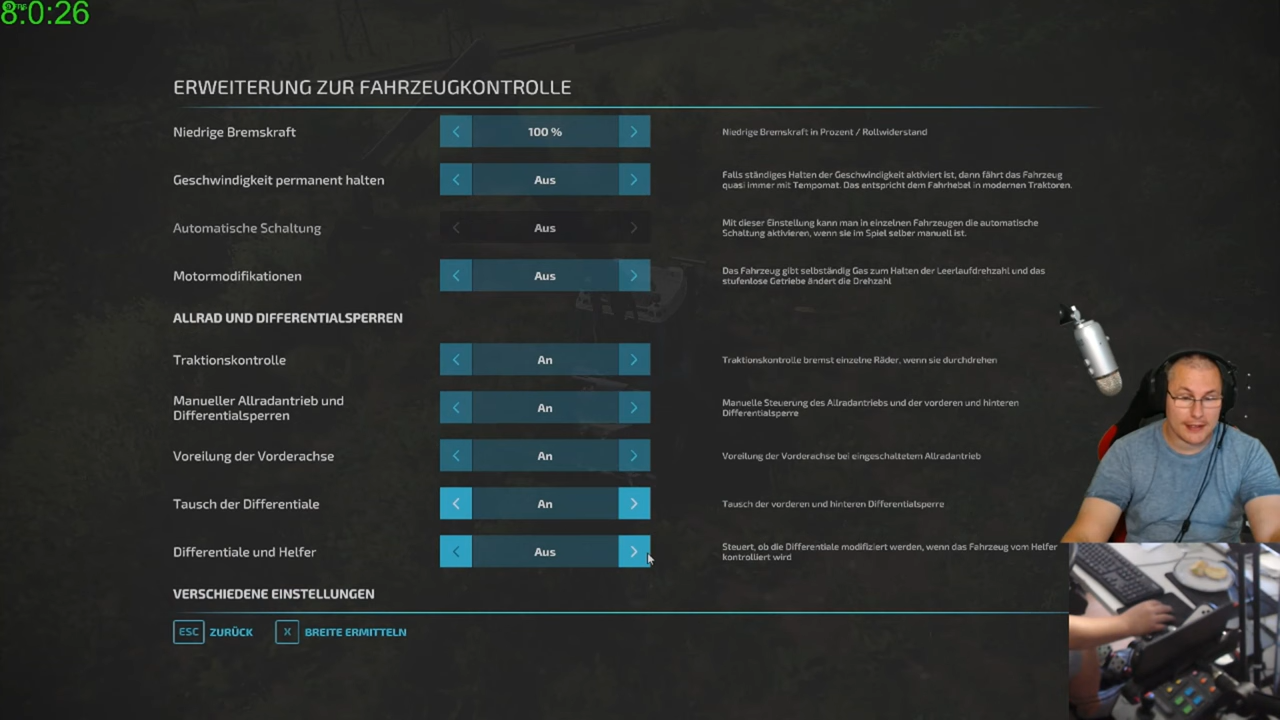 8:0:26
ERWEITERUNG ZUR FAHRZEUGKONTROLLE
Niedrige Bremskraft
100 %
Niedrige Bremskraft in Prozent / Rollwiderstand
Geschwindigkeit permanent halten
Aus
Falls ständiges Halten der Geschwindigkeit aktiviert ist, dann fährt das Fahrzeug
quasi immer mit Tempomat. Das entspricht dem Fahrhebel in modernen Traktoren.
Automatische Schaltung
Aus
Mit dieser Einstellung kann man in einzelnen Fahrzeugen die automatische
Schaltung aktivieren, wenn sie im Spiel selber manuell ist.
Motormodifikationen
Aus
Das Fahrzeug gibt selbständig Gas zum Halten der Leerlaufdrehzahl und das
stufenlose Getriebe ändert die Drehzahl
ALLRAD UND DIFFERENTIALSPERREN
Traktionskontrolle
An
Traktionskontrolle bremst einzelne Räder, wenn sie durchdrehen
Manueller Allradantrieb und
Differentialsperren
An
Manuelle Steuerung des Allradantriebs und der vorderen und hinteren
Differentialsperre
Voreilung der Vorderachse
An
Voreilung der Vorderachse bei eingeschaltetem Allradantrieb
Tausch der Differentiale
An
Tausch der vorderen und hinteren Differentialsperre
Differentiale und Helfer
Aus
Steuert, ob die Differentiale modifiziert werden, wenn das Fahrzeug vom Helfer
kontrolliert wird
VERSCHIEDENE EINSTELLUNGEN
ESC ZURÜCK X BREITE ERMITTELN